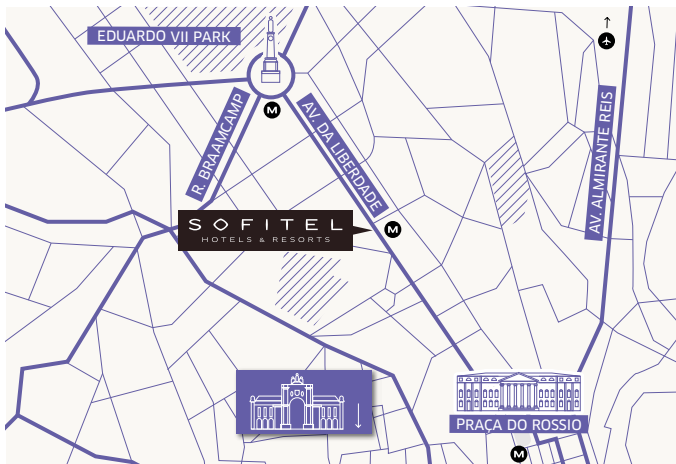 EDUARDO VII PARK
M
R. BRAAMCAMP
AV. DA LIBERDADE
AV. ALMIRANTE REIS
SOFITEL
HOTELS & RESORTS
M
PRAÇA DO ROSSIO
M